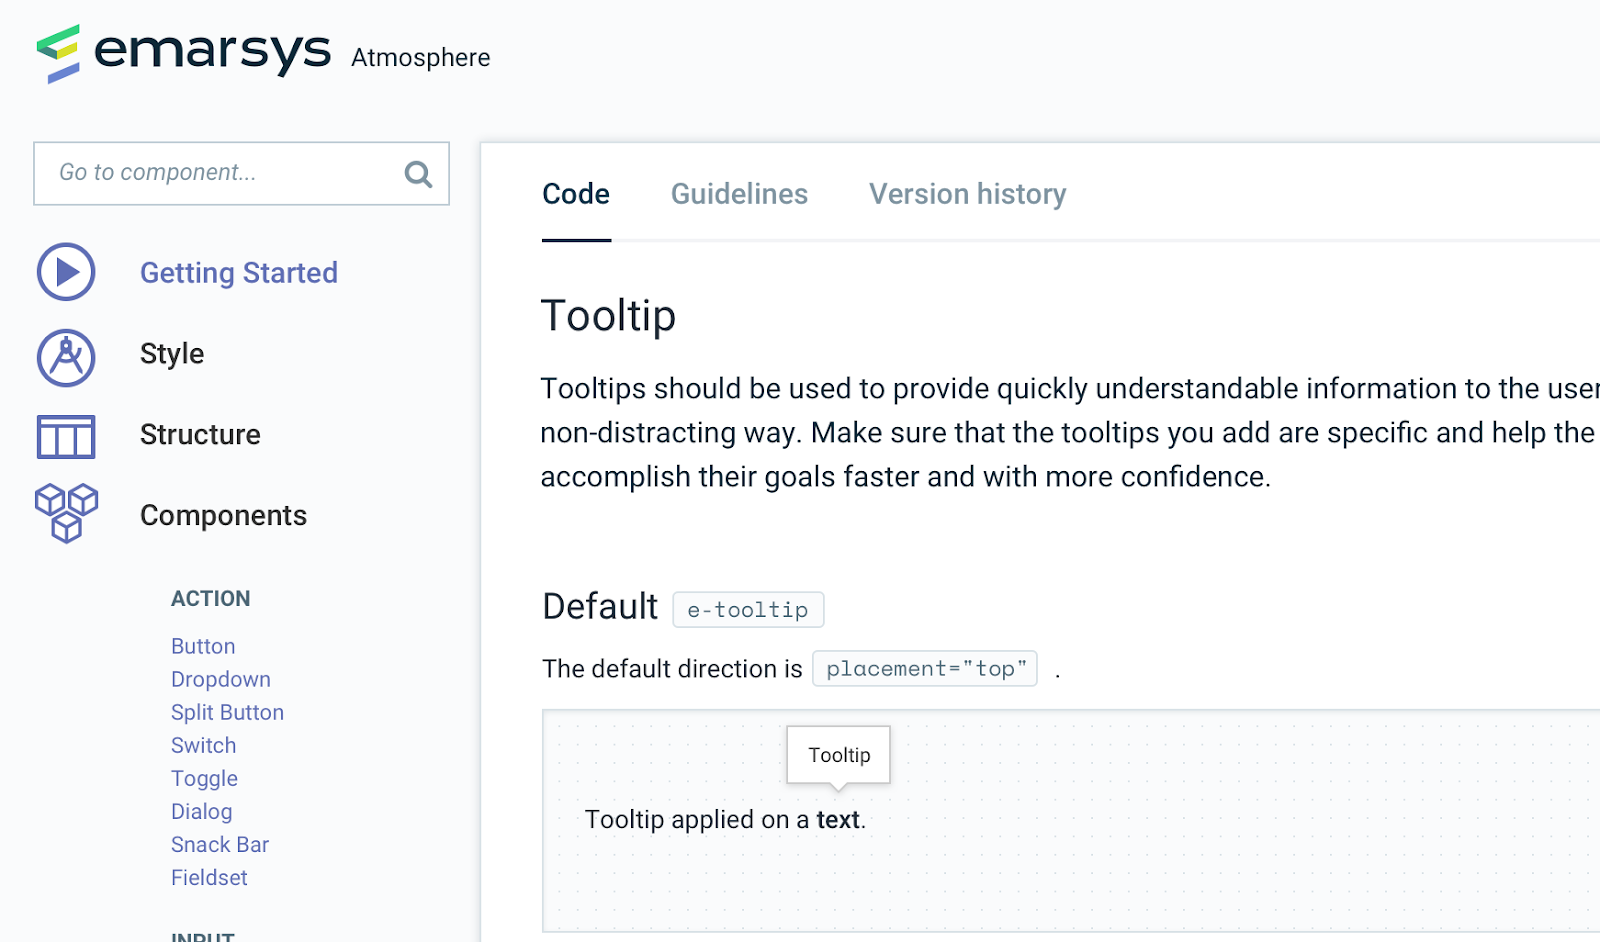 emarsys Atmosphere
Go to component...
Getting Started
Style
Structure
Components
ACTION
Button
Dropdown
Split Button
Switch
Toggle
Dialog
Snack Bar
Fieldset
INPUT
Code Guidelines Version history
Tooltip
Tooltips should be used to provide quickly understandable information to the user
non-distracting way. Make sure that the tooltips you add are specific and help the
accomplish their goals faster and with more confidence.
Default e-tooltip
The default direction is placement="top" .
Tooltip
Tooltip applied on a text.